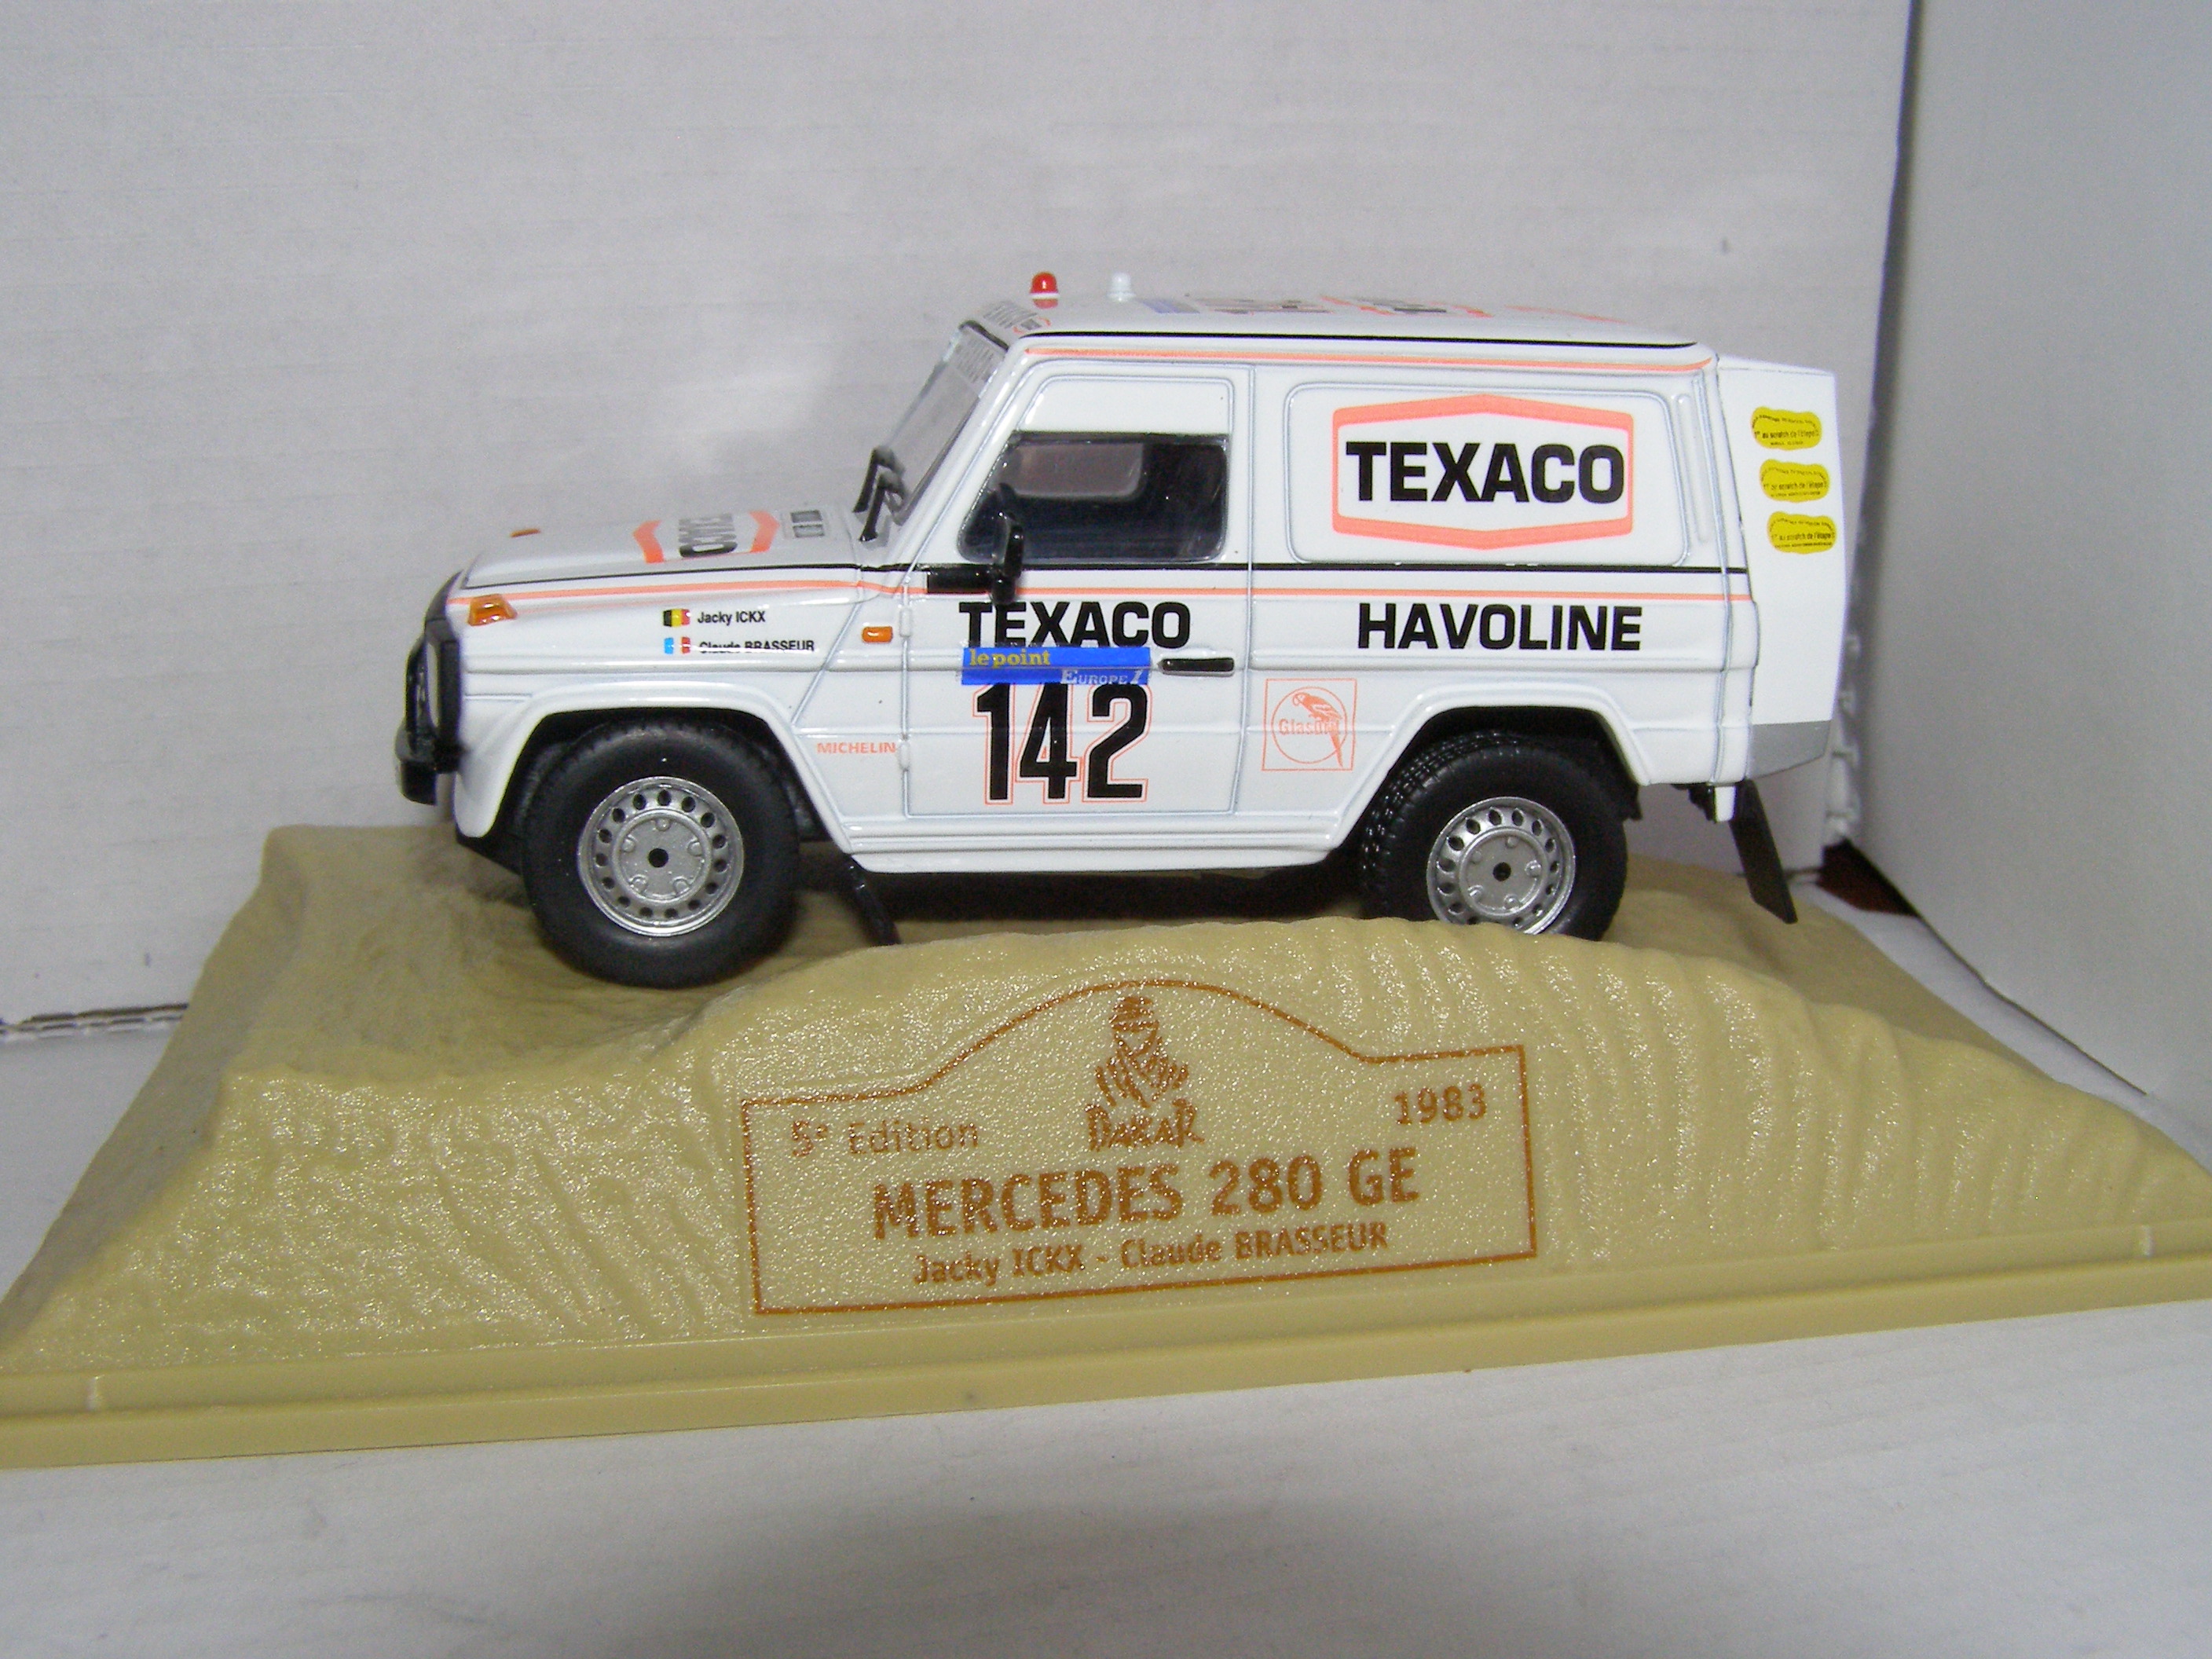 TEXACO
Jacky ICKX
Claude BRASSEUR
TEXACO
HAVOLINE
le point
EUROPE 1
142
MICHELIN
Glasurit
5e Edition
DAKAR
1983
MERCEDES 280 GE
Jacky ICKX - Claude BRASSEUR